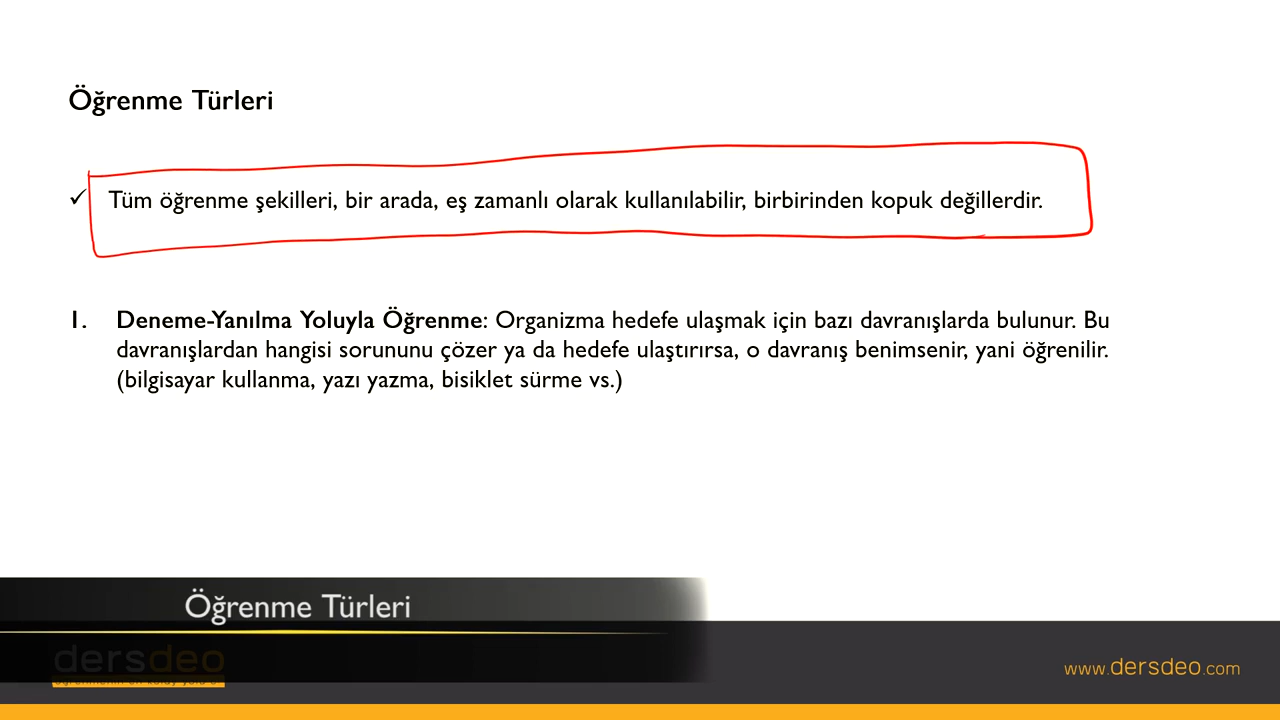 Öğrenme Türleri
✓ Tüm öğrenme şekilleri, bir arada, eş zamanlı olarak kullanılabilir, birbirinden kopuk değillerdir.
1. Deneme-Yanılma Yoluyla Öğrenme: Organizma hedefe ulaşmak için bazı davranışlarda bulunur. Bu
davranışlardan hangisi sorununu çözer ya da hedefe ulaştırırsa, o davranış benimsenir, yani öğrenilir.
(bilgisayar kullanma, yazı yazma, bisiklet sürme vs.)
Öğrenme Türleri
dersdeo
www.dersdeo.com